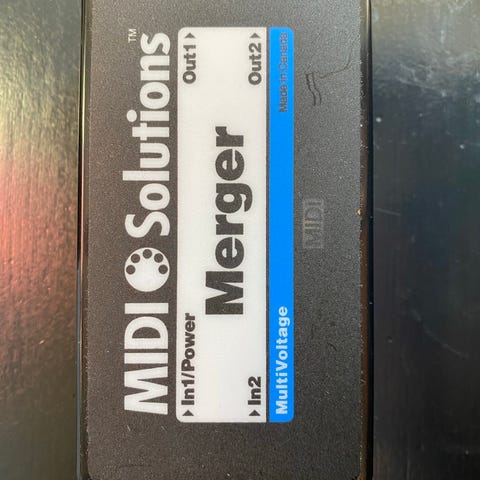 MIDI Solutions™
▶In1/Power Out1▶
Merger
▶In2 Out2▶
MultiVoltage Made in Canada
MIDI